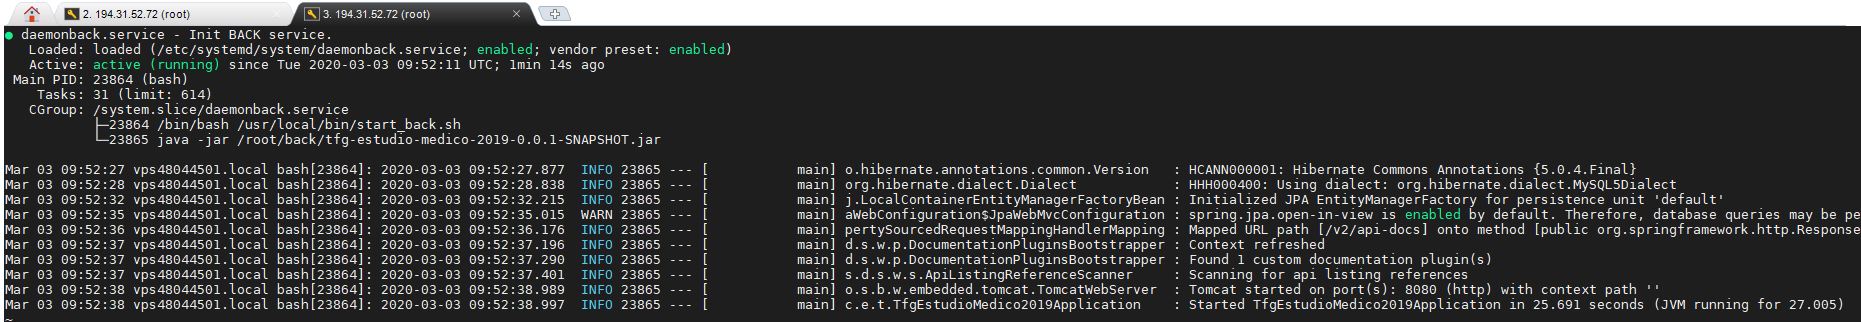 2. 194.31.52.72 (root)
3. 194.31.52.72 (root)
● daemonback.service - Init BACK service.
Loaded: loaded (/etc/systemd/system/daemonback.service; enabled; vendor preset: enabled)
Active: active (running) since Tue 2020-03-03 09:52:11 UTC; 1min 14s ago
Main PID: 23864 (bash)
Tasks: 31 (limit: 614)
CGroup: /system.slice/daemonback.service
├─23864 /bin/bash /usr/local/bin/start_back.sh
└─23865 java -jar /root/back/tfg-estudio-medico-2019-0.0.1-SNAPSHOT.jar
Mar 03 09:52:27 vps48044501.local bash[23864]: 2020-03-03 09:52:27.877  INFO 23865 --- [           main] o.hibernate.annotations.common.Version   : HCANN000001: Hibernate Commons Annotations {5.0.4.Final}
Mar 03 09:52:28 vps48044501.local bash[23864]: 2020-03-03 09:52:28.838  INFO 23865 --- [           main] org.hibernate.dialect.Dialect            : HHH000400: Using dialect: org.hibernate.dialect.MySQL5Dialect
Mar 03 09:52:32 vps48044501.local bash[23864]: 2020-03-03 09:52:32.215  INFO 23865 --- [           main] j.LocalContainerEntityManagerFactoryBean : Initialized JPA EntityManagerFactory for persistence unit 'default'
Mar 03 09:52:35 vps48044501.local bash[23864]: 2020-03-03 09:52:35.015  WARN 23865 --- [           main] aWebConfiguration$JpaWebMvcConfiguration : spring.jpa.open-in-view is enabled by default. Therefore, database queries may be pe
Mar 03 09:52:36 vps48044501.local bash[23864]: 2020-03-03 09:52:36.176  INFO 23865 --- [           main] pertySourcedRequestMappingHandlerMapping : Mapped URL path [/v2/api-docs] onto method [public org.springframework.http.Response
Mar 03 09:52:37 vps48044501.local bash[23864]: 2020-03-03 09:52:37.196  INFO 23865 --- [           main] d.s.w.p.DocumentationPluginsBootstrapper : Context refreshed
Mar 03 09:52:37 vps48044501.local bash[23864]: 2020-03-03 09:52:37.290  INFO 23865 --- [           main] d.s.w.p.DocumentationPluginsBootstrapper : Found 1 custom documentation plugin(s)
Mar 03 09:52:37 vps48044501.local bash[23864]: 2020-03-03 09:52:37.401  INFO 23865 --- [           main] s.d.s.w.s.ApiListingReferenceScanner     : Scanning for api listing references
Mar 03 09:52:38 vps48044501.local bash[23864]: 2020-03-03 09:52:38.989  INFO 23865 --- [           main] o.s.b.w.embedded.tomcat.TomcatWebServer  : Tomcat started on port(s): 8080 (http) with context path ''
Mar 03 09:52:38 vps48044501.local bash[23864]: 2020-03-03 09:52:38.997  INFO 23865 --- [           main] c.e.t.TfgEstudioMedico2019Application    : Started TfgEstudioMedico2019Application in 25.691 seconds (JVM running for 27.005)
~